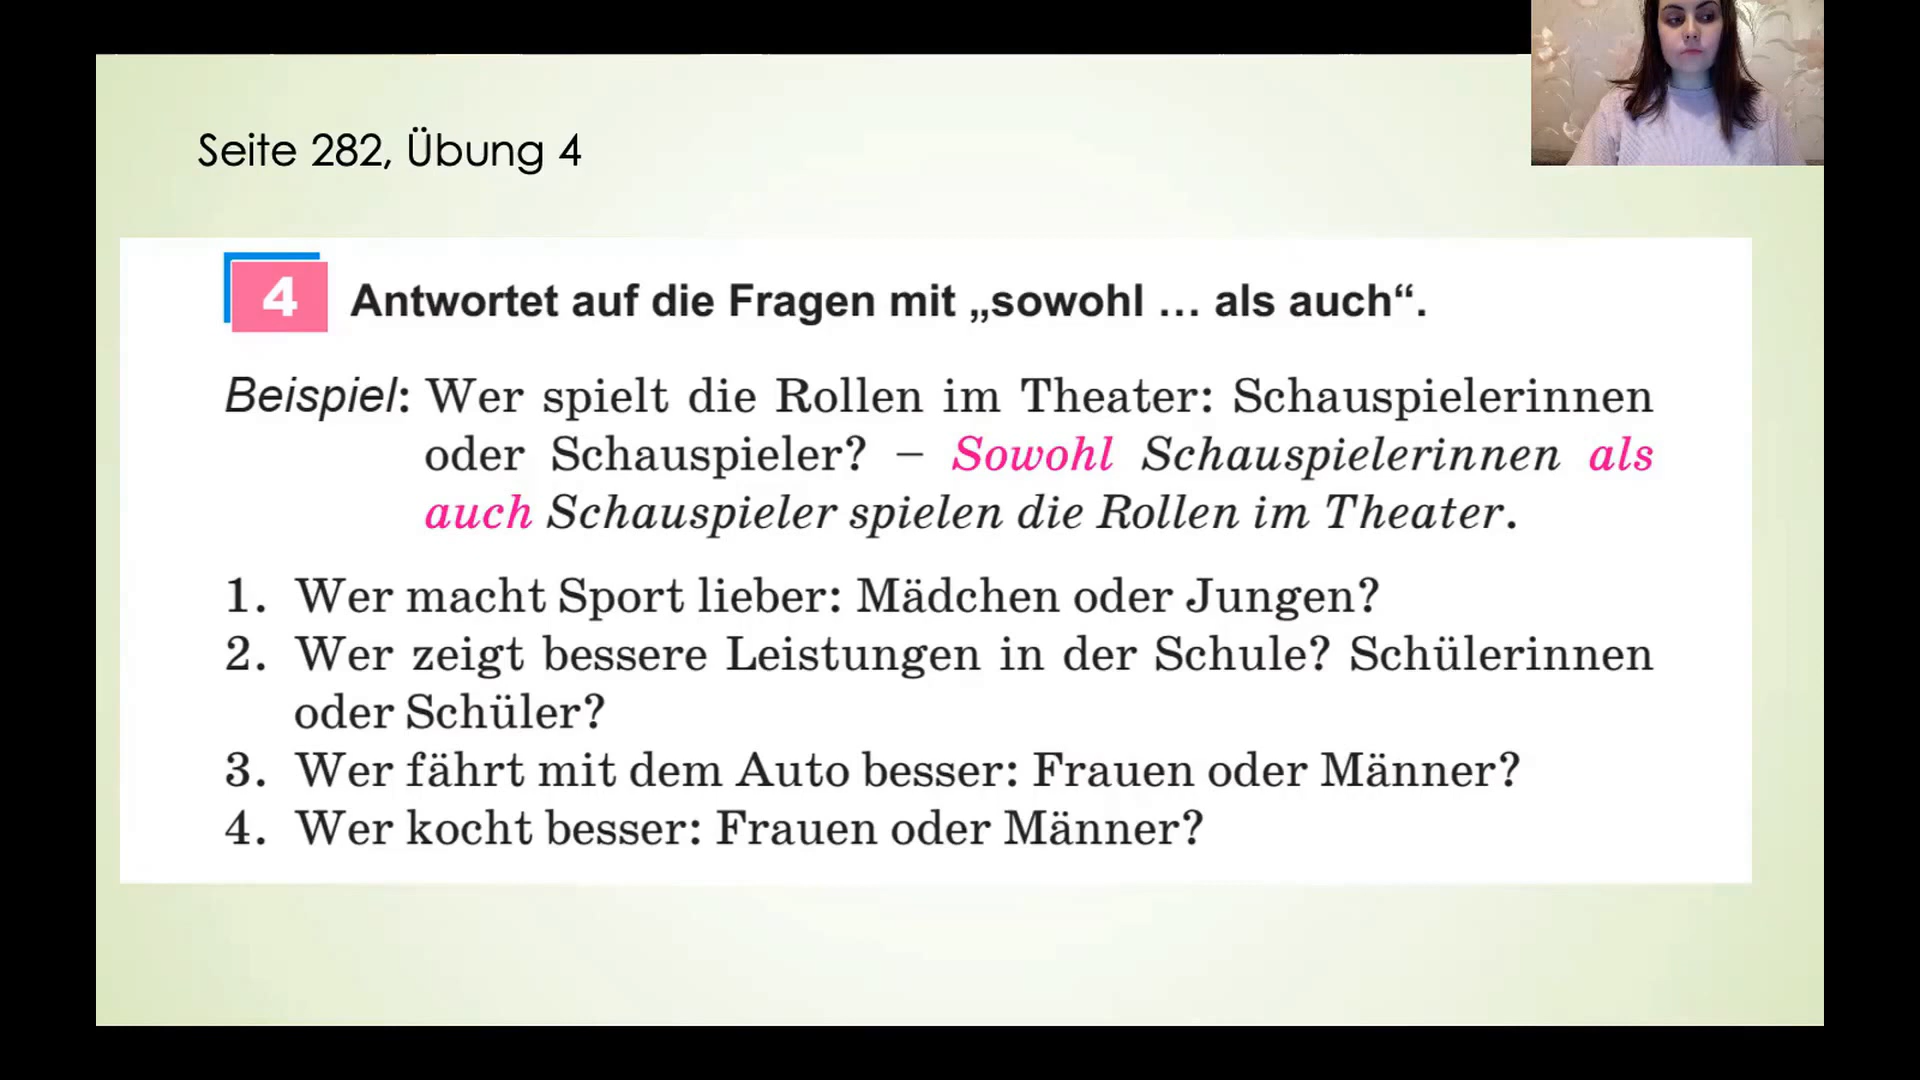 Seite 282, Übung 4
4 Antwortet auf die Fragen mit „sowohl … als auch“.
Beispiel: Wer spielt die Rollen im Theater: Schauspielerinnen
oder Schauspieler? – Sowohl Schauspielerinnen als
auch Schauspieler spielen die Rollen im Theater.
1. Wer macht Sport lieber: Mädchen oder Jungen?
2. Wer zeigt bessere Leistungen in der Schule? Schülerinnen
oder Schüler?
3. Wer fährt mit dem Auto besser: Frauen oder Männer?
4. Wer kocht besser: Frauen oder Männer?